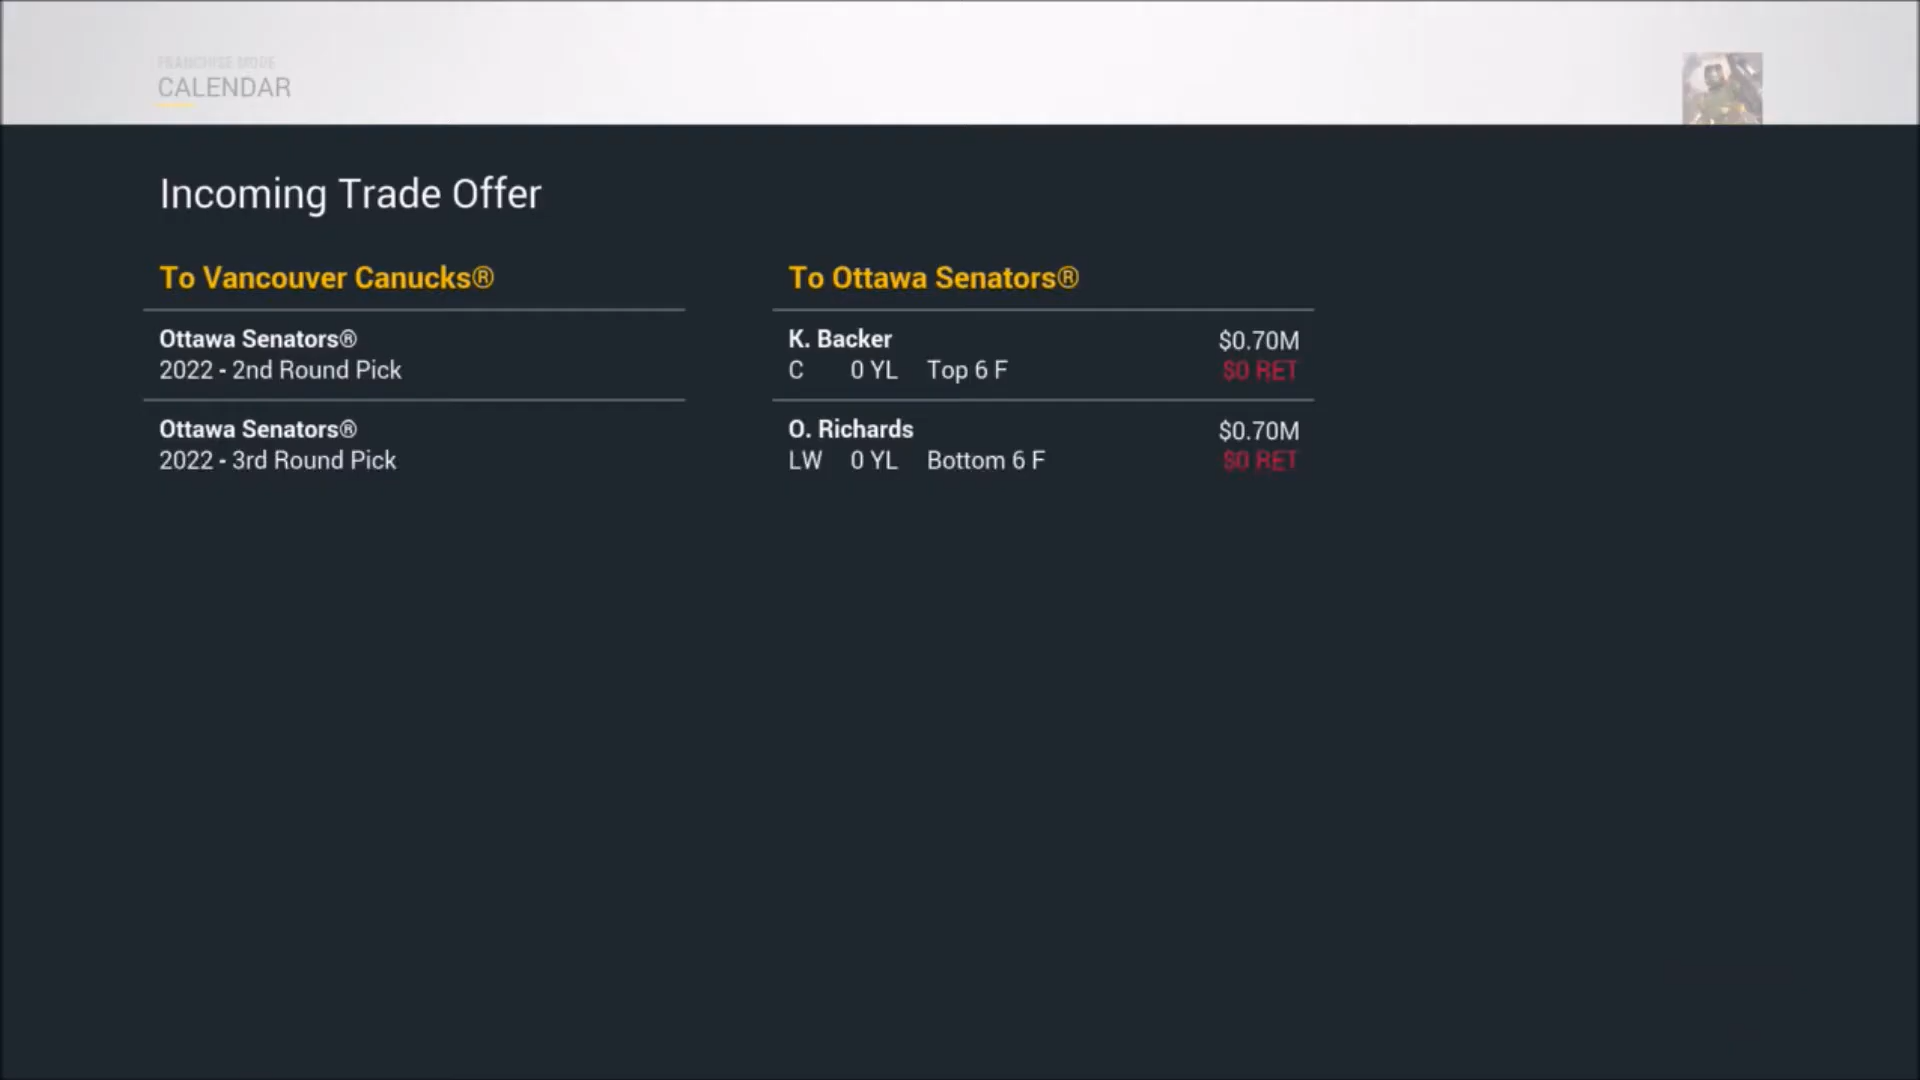 FRANCHISE MODE
CALENDAR
Incoming Trade Offer
To Vancouver Canucks®
To Ottawa Senators®
Ottawa Senators®
2022 - 2nd Round Pick
K. Backer $0.70M
C 0 YL Top 6 F $0 RET
Ottawa Senators®
2022 - 3rd Round Pick
O. Richards $0.70M
LW 0 YL Bottom 6 F $0 RET